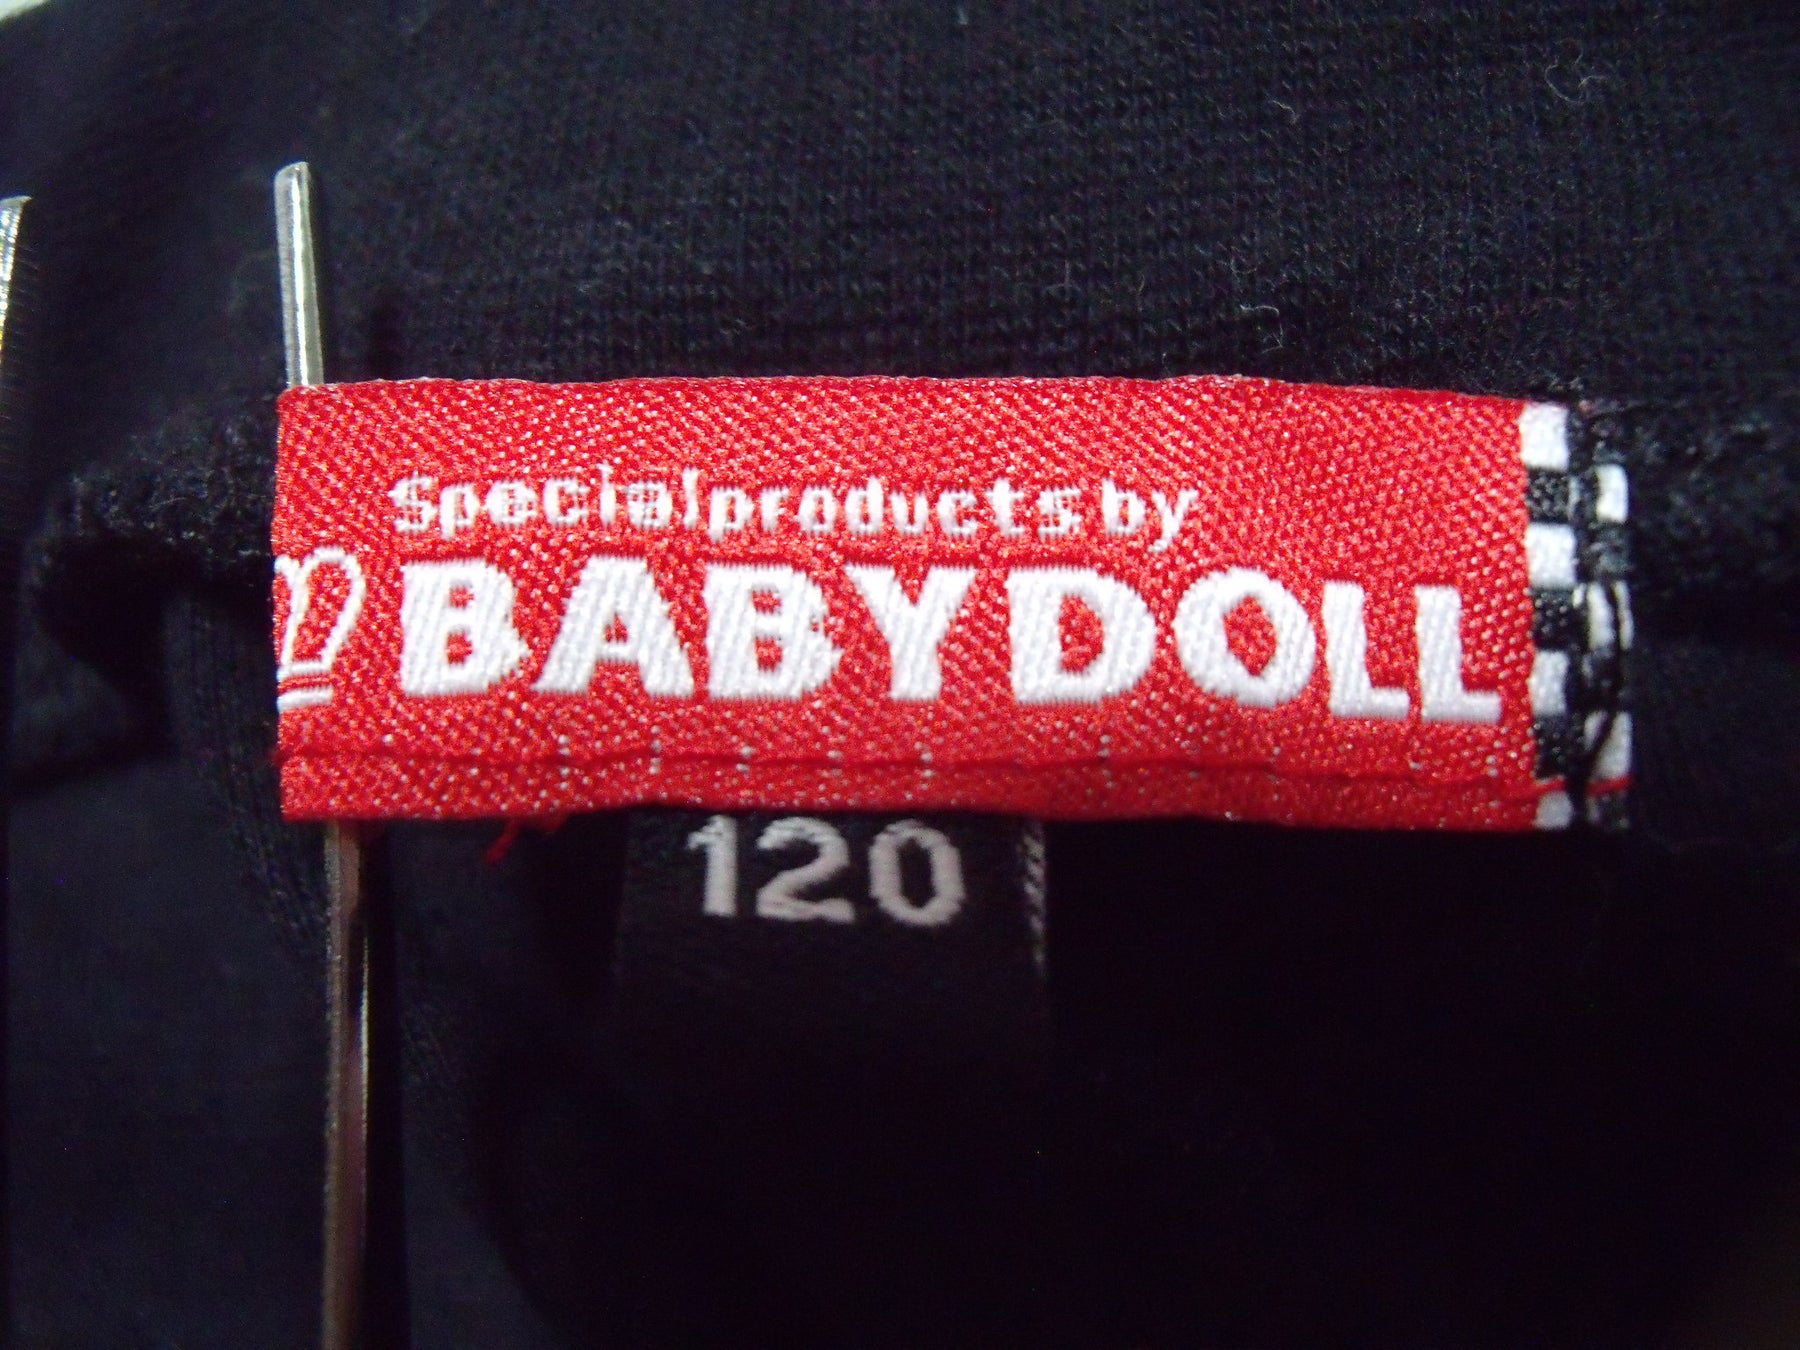 Special products by
BABYDOLL
120